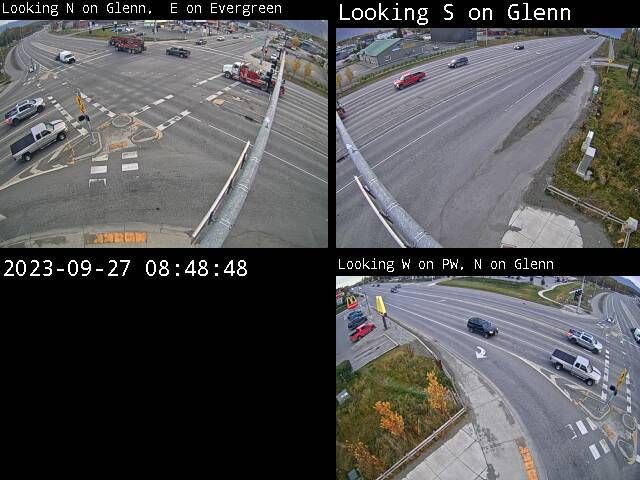 Looking N on Glenn,  E on Evergreen
Looking S on Glenn
2023-09-27 08:48:48
Looking W on PW, N on Glenn